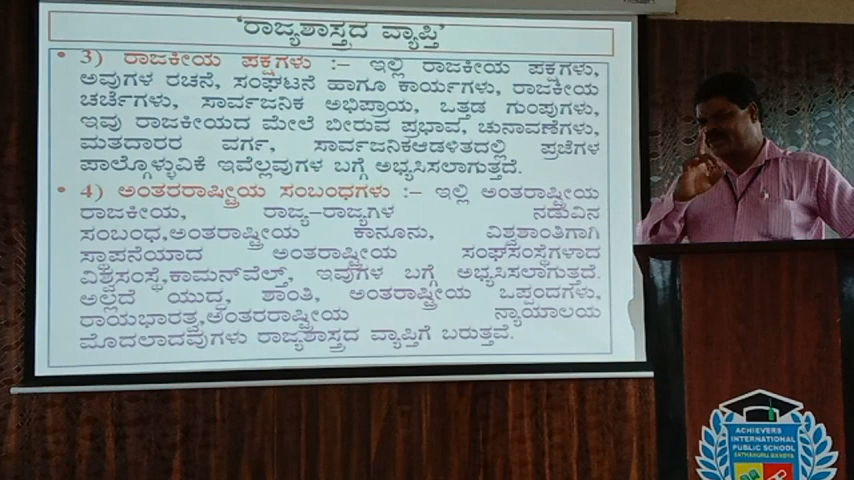 'ರಾಜ್ಯಶಾಸ್ತ್ರದ ವ್ಯಾಪ್ತಿ'
• 3) ರಾಜಕೀಯ ಪಕ್ಷಗಳು :– ಇಲ್ಲಿ ರಾಜಕೀಯ ಪಕ್ಷಗಳು,
ಅವುಗಳ ರಚನೆ, ಸಂಘಟನೆ ಹಾಗೂ ಕಾರ್ಯಗಳು, ರಾಜಕೀಯ
ಚರ್ಚೆಗಳು, ಸಾರ್ವಜನಿಕ ಅಭಿಪ್ರಾಯ, ಒತ್ತಡ ಗುಂಪುಗಳು,
ಇವು ರಾಜಕೀಯದ ಮೇಲೆ ಬೀರುವ ಪ್ರಭಾವ, ಚುನಾವಣೆಗಳು,
ಮತದಾರರ ವರ್ಗ, ಸಾರ್ವಜನಿಕಆಡಳಿತದಲ್ಲಿ ಪ್ರಜೆಗಳ
ಪಾಲ್ಗೊಳ್ಳುವಿಕೆ ಇವೆಲ್ಲವುಗಳ ಬಗ್ಗೆ ಅಭ್ಯಸಿಸಲಾಗುತ್ತದೆ.
• 4) ಅಂತರರಾಷ್ಟ್ರೀಯ ಸಂಬಂಧಗಳು :– ಇಲ್ಲಿ ಅಂತರಾಷ್ಟ್ರೀಯ
ರಾಜಕೀಯ, ರಾಜ್ಯ–ರಾಜ್ಯಗಳ ನಡುವಿನ
ಸಂಬಂಧ,ಅಂತರಾಷ್ಟ್ರೀಯ ಕಾನೂನು, ವಿಶ್ವಶಾಂತಿಗಾಗಿ
ಸ್ಥಾಪನೆಯಾದ ಅಂತರಾಷ್ಟ್ರೀಯ ಸಂಘಸಂಸ್ಥೆಗಳಾದ
ವಿಶ್ವಸಂಸ್ಥೆ,ಕಾಮನ್‌ವೆಲ್ತ್, ಇವುಗಳ ಬಗ್ಗೆ ಅಭ್ಯಸಿಸಲಾಗುತ್ತದೆ.
ಅಲ್ಲದೆ ಯುದ್ಧ, ಶಾಂತಿ, ಅಂತರಾಷ್ಟ್ರೀಯ ಒಪ್ಪಂದಗಳು,
ರಾಯಭಾರತ್ವ,ಅಂತರರಾಷ್ಟ್ರೀಯ ನ್ಯಾಯಾಲಯ
ಮೊದಲಾದವುಗಳು ರಾಜ್ಯಶಾಸ್ತ್ರದ ವ್ಯಾಪ್ತಿಗೆ ಬರುತ್ತವೆ.
ACHIEVERS
INTERNATIONAL
PUBLIC SCHOOL